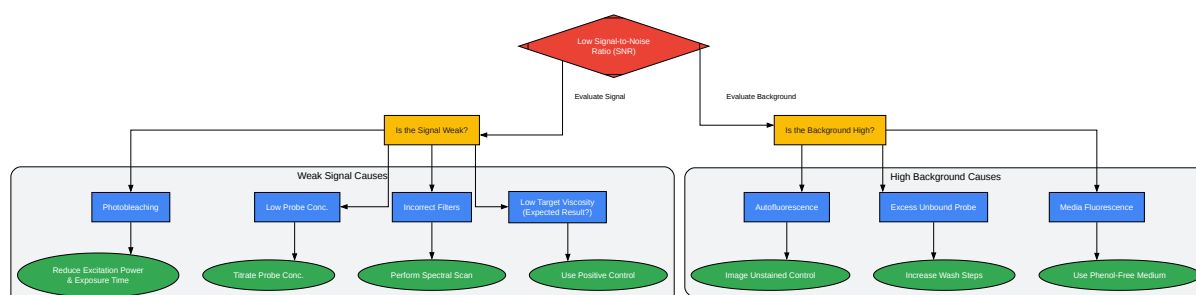 Low Signal-to-Noise
Ratio (SNR)
Evaluate Signal
Evaluate Background
Is the Signal Weak?
Is the Background High?
Weak Signal Causes
High Background Causes
Photobleaching
Low Probe Conc.
Incorrect Filters
Low Target Viscosity
(Expected Result?)
Autofluorescence
Excess Unbound Probe
Media Fluorescence
Reduce Excitation Power
& Exposure Time
Titrate Probe Conc.
Perform Spectral Scan
Use Positive Control
Image Unstained Control
Increase Wash Steps
Use Phenol-Free Medium